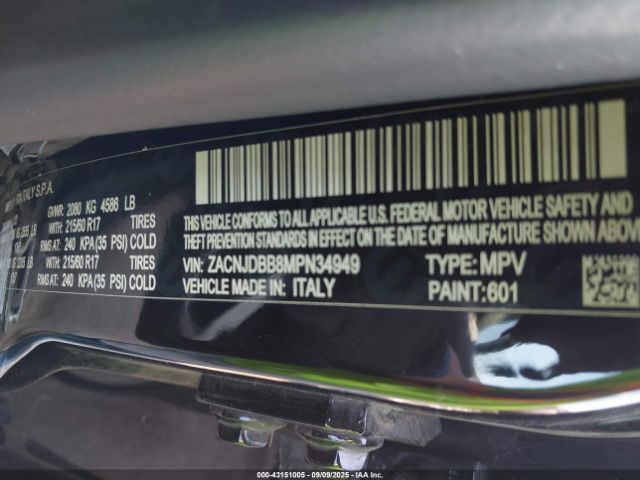 ITALY S.P.A.
GVWR: 2080 KG 4586 LB
215/60 R17 TIRES
RIMS AT: 240 KPA (35 PSI) COLD
215/60 R17 TIRES
RIMS AT: 240 KPA (35 PSI) COLD
THIS VEHICLE CONFORMS TO ALL APPLICABLE U.S. FEDERAL MOTOR VEHICLE SAFETY AND
THEFT PREVENTION STANDARDS IN EFFECT ON THE DATE OF MANUFACTURE SHOWN ABOVE
VIN: ZACNJDBB8MPN34949 TYPE: MPV
VEHICLE MADE IN: ITALY PAINT: 601
000-43151005 - 09/09/2025 - IAA Inc.